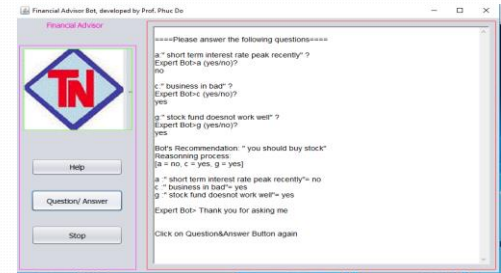 Financial Advisor Bot, developed by Prof. Phuc Do
Financial Advisor
TN
Help
Question/ Answer
Stop
====Please answer the following questions====
a:" short term interest rate peak recently" ?
Expert Bot>a (yes/no)?
no
c:" business in bad" ?
Expert Bot>c (yes/no)?
yes
g:" stock fund doesnot work well" ?
Expert Bot>g (yes/no)?
yes
Bot's Recommendation: " you should buy stock"
Reasonning process:
[a = no, c = yes, g = yes]
a :" short term interest rate peak recently"= no
c :" business in bad"= yes
g :" stock fund doesnot work well"= yes
Expert Bot> Thank you for asking me
Click on Question&Answer Button again